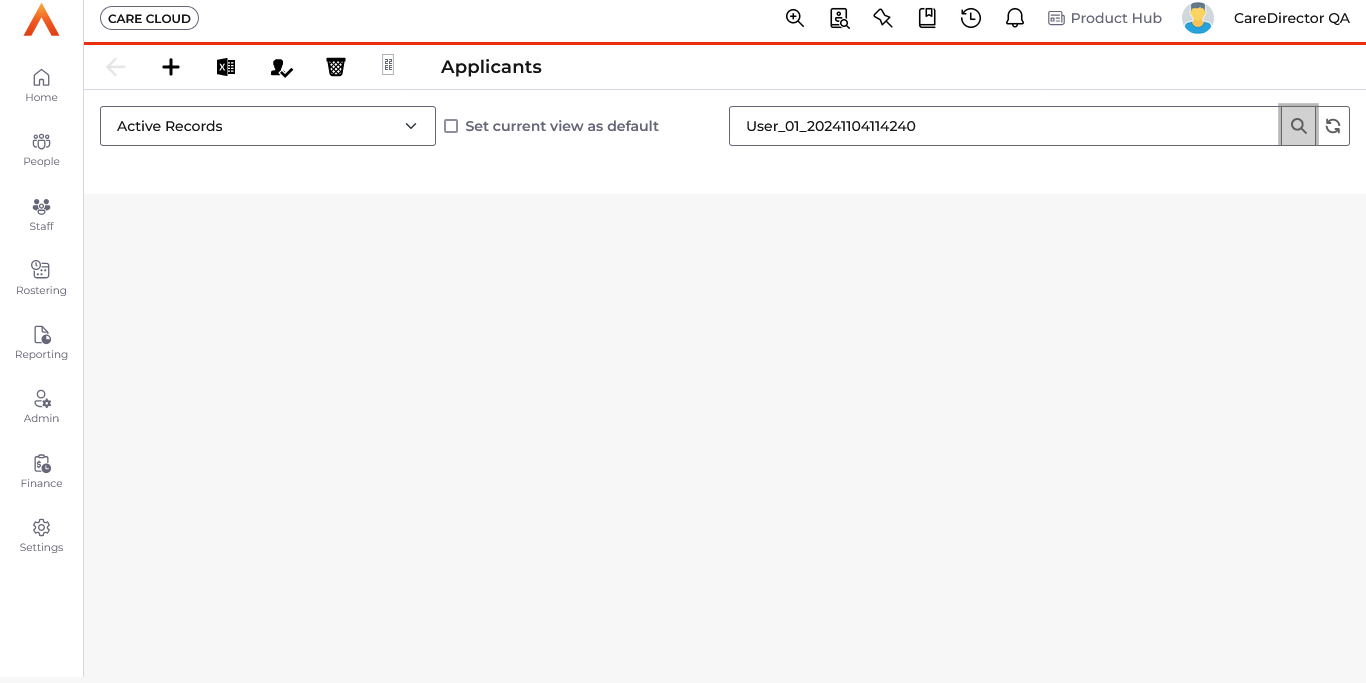 CARE CLOUD
Product Hub
CareDirector QA
Applicants
Active Records
Set current view as default
User_01_20241104114240
Home
People
Staff
Rostering
Reporting
Admin
Finance
Settings